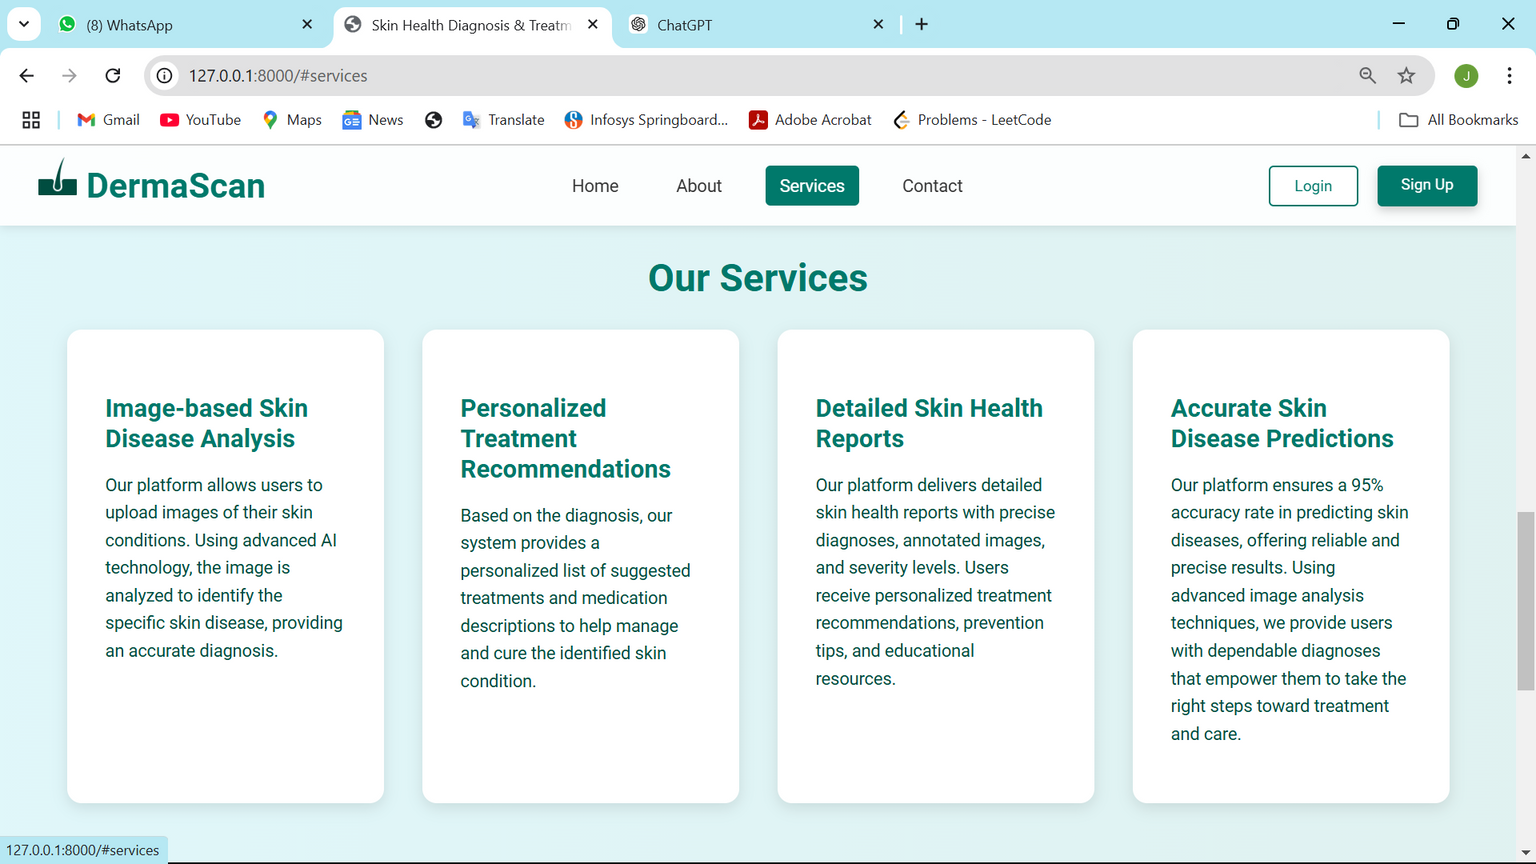 (8) WhatsApp
Skin Health Diagnosis & Treatm
ChatGPT
127.0.0.1:8000/#services
J
Gmail
YouTube
Maps
News
Translate
Infosys Springboard...
Adobe Acrobat
Problems - LeetCode
All Bookmarks
DermaScan
Home
About
Services
Contact
Login
Sign Up
Our Services
Image-based Skin
Disease Analysis
Our platform allows users to
upload images of their skin
conditions. Using advanced AI
technology, the image is
analyzed to identify the
specific skin disease, providing
an accurate diagnosis.
Personalized
Treatment
Recommendations
Based on the diagnosis, our
system provides a
personalized list of suggested
treatments and medication
descriptions to help manage
and cure the identified skin
condition.
Detailed Skin Health
Reports
Our platform delivers detailed
skin health reports with precise
diagnoses, annotated images,
and severity levels. Users
receive personalized treatment
recommendations, prevention
tips, and educational
resources.
Accurate Skin
Disease Predictions
Our platform ensures a 95%
accuracy rate in predicting skin
diseases, offering reliable and
precise results. Using
advanced image analysis
techniques, we provide users
with dependable diagnoses
that empower them to take the
right steps toward treatment
and care.
127.0.0.1:8000/#services